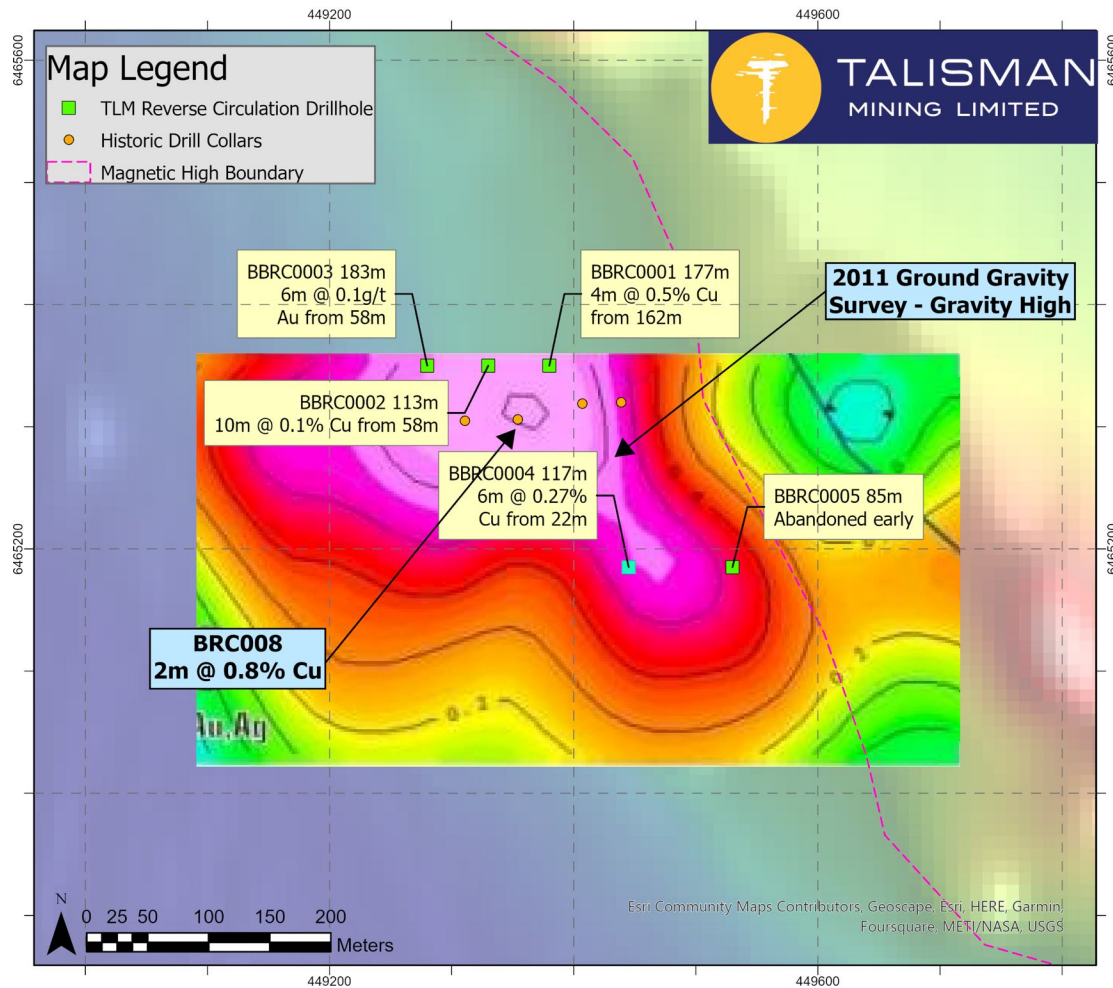 449200
449600
6465600
6465600
Map Legend
TLM Reverse Circulation Drillhole
Historic Drill Collars
Magnetic High Boundary
TALISMAN
MINING LIMITED
BBRC0003 183m
6m @ 0.1g/t
Au from 58m
BBRC0001 177m
4m @ 0.5% Cu
from 162m
2011 Ground Gravity
Survey - Gravity High
BBRC0002 113m
10m @ 0.1% Cu from 58m
BBRC0004 117m
6m @ 0.27%
Cu from 22m
BBRC0005 85m
Abandoned early
6465200
6465200
BRC008
2m @ 0.8% Cu
Au,Ag
N
0 25 50 100 150 200
Meters
Esri Community Maps Contributors, Geoscape, Esri, HERE, Garmin,
Foursquare, METI/NASA, USGS
449200
449600